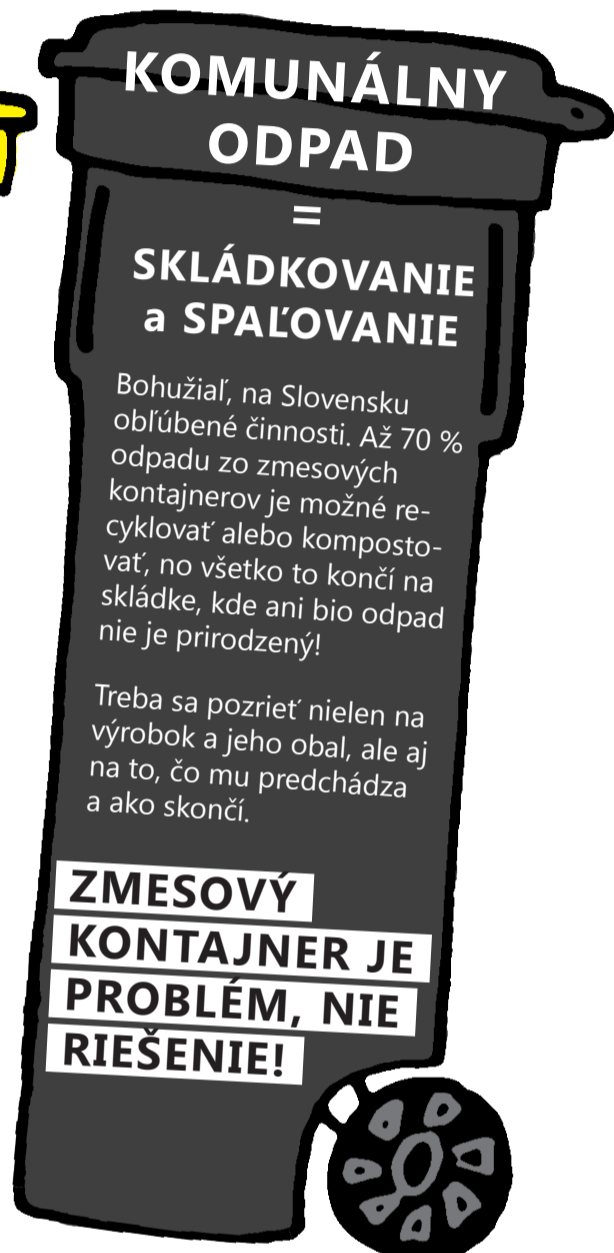 KOMUNÁLNY
ODPAD
=
SKLÁDKOVANIE
a SPAĽOVANIE
Bohužiaľ, na Slovensku
obľúbené činnosti. Až 70 %
odpadu zo zmesových
kontajnerov je možné re-
cyklovať alebo komposto-
vať, no všetko to končí na
skládke, kde ani bio odpad
nie je prirodzený!
Treba sa pozrieť nielen na
výrobok a jeho obal, ale aj
na to, čo mu predchádza
a ako skončí.
ZMESOVÝ
KONTAJNER JE
PROBLÉM, NIE
RIEŠENIE!